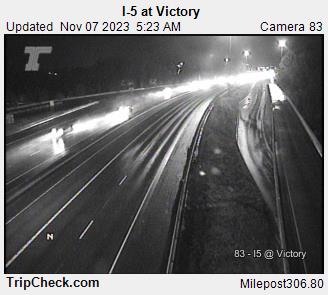 I-5 at Victory
Updated Nov 07 2023 5:23 AM Camera 83
T
N
83 - I5 @ Victory
TripCheck.com Milepost306.80